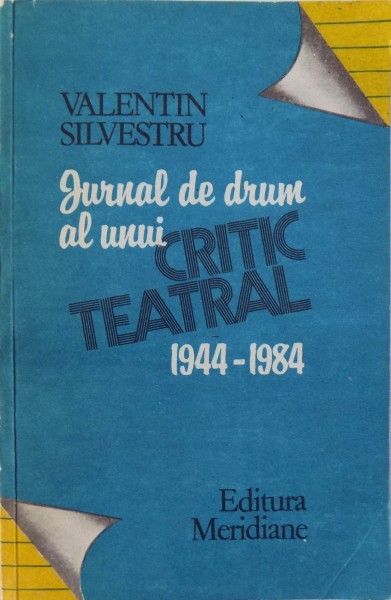 VALENTIN
SILVESTRU
Jurnal de drum
al unui
CRITIC
TEATRAL
1944-1984
Editura
Meridiane